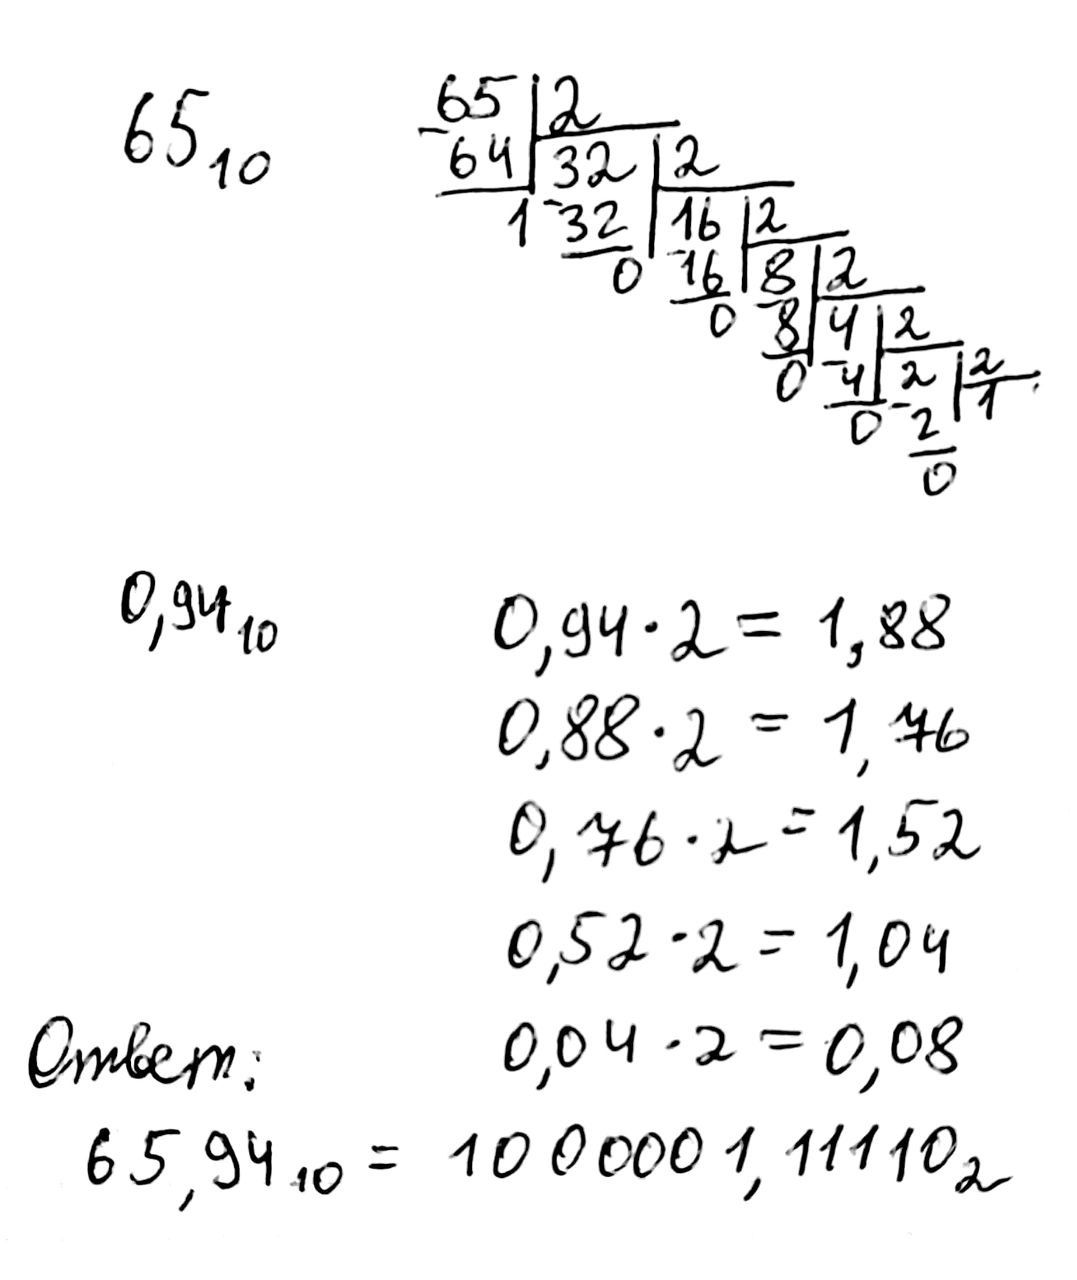 65₁₀
65 2
64 32 2
1 32 16 2
0 16 8 2
0 8 4 2
0 4 2 2
0 2 1
0
0,94₁₀
0,94 · 2 = 1,88
0,88 · 2 = 1,76
0,76 · 2 = 1,52
0,52 · 2 = 1,04
0,04 · 2 = 0,08
Ответ:
65,94₁₀ = 1000001,11110₂